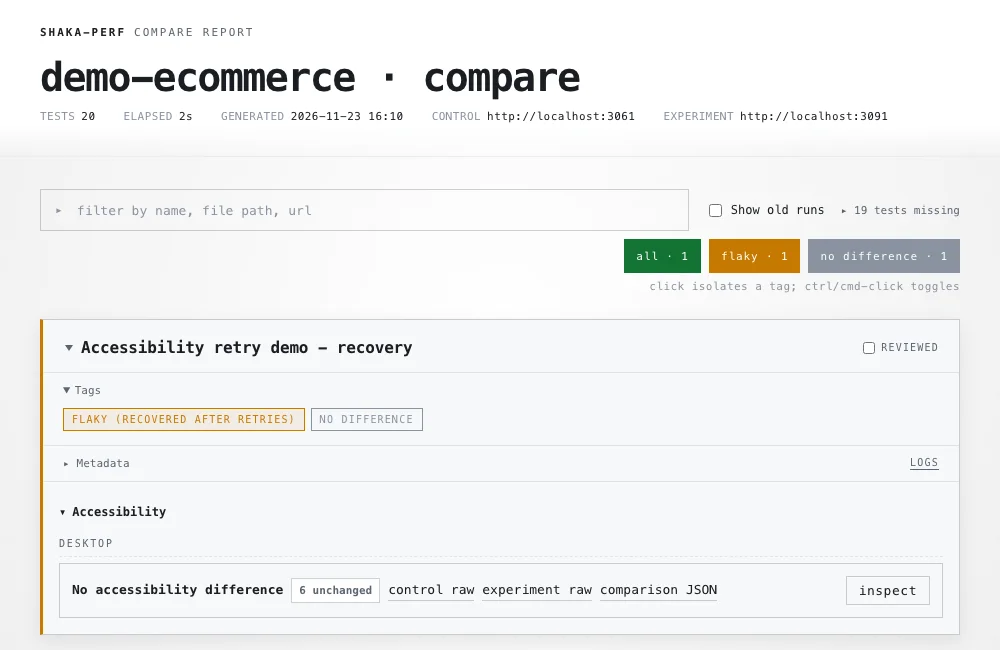 SHAKA—PERF COMPARE REPORT
demo—ecommerce · compare
TESTS 20 ELAPSED 2s GENERATED 2026-11-23 16:10 CONTROL http://localhost:3061 EXPERIMENT http://localhost:3091
▸ filter by name, file path, url
Show old runs ▸ 19 tests missing
all · 1 flaky · 1 no difference · 1
click isolates a tag; ctrl/cmd-click toggles
▼ Accessibility retry demo – recovery REVIEWED
▼ Tags
FLAKY (RECOVERED AFTER RETRIES) NO DIFFERENCE
▸ Metadata LOGS
▾ Accessibility
DESKTOP
No accessibility difference 6 unchanged control raw experiment raw comparison JSON inspect